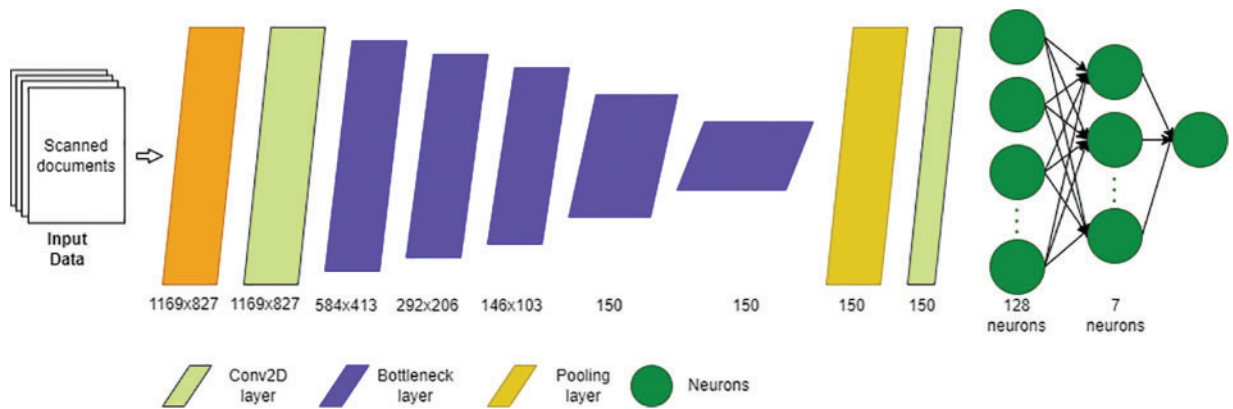 Scanned
documents
Input
Data
1169x827
1169x827
584x413
292x206
146x103
150
150
150
150
128
neurons
7
neurons
Conv2D
layer
Bottleneck
layer
Pooling
layer
Neurons